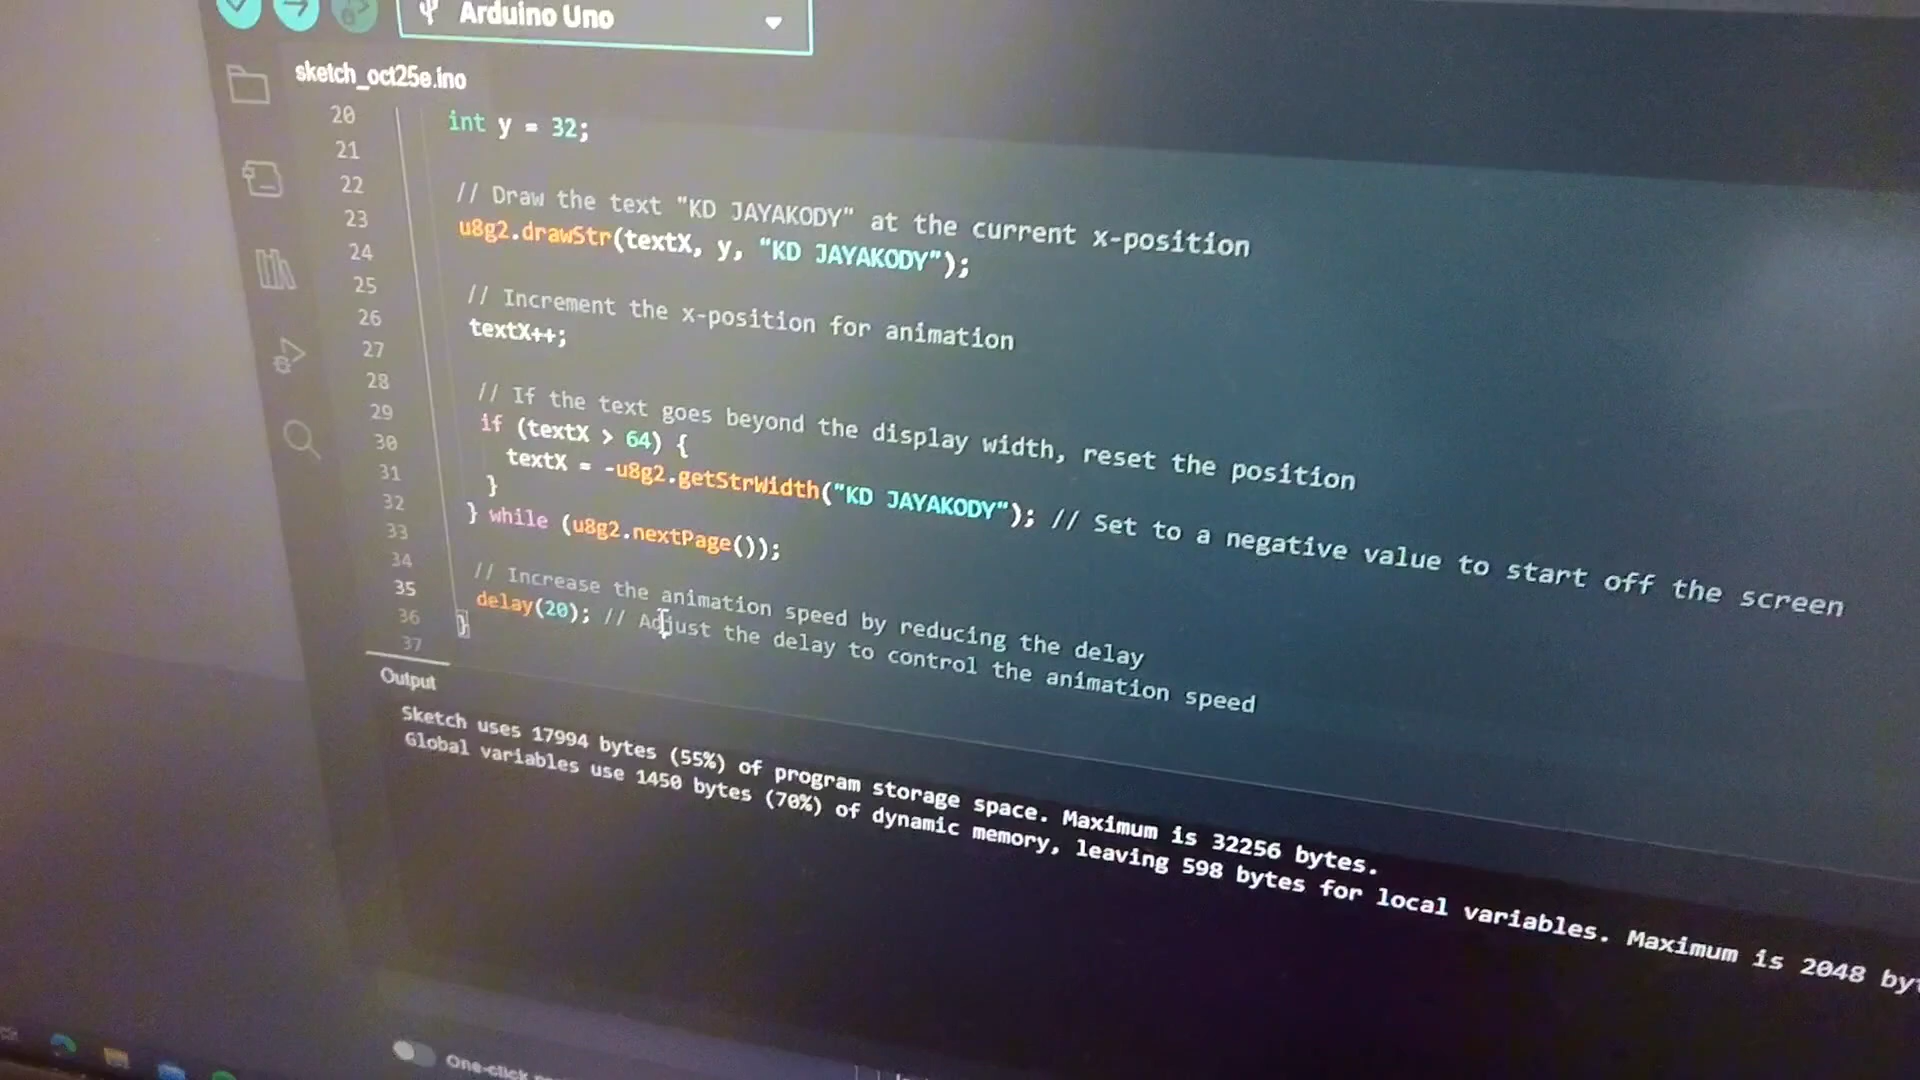 Arduino Uno
sketch_oct25e.ino
20 int y = 32;
21
22 // Draw the text "KD JAYAKODY" at the current x-position
23 u8g2.drawStr(textX, y, "KD JAYAKODY");
24
25 // Increment the x-position for animation
26 textX++;
27
28 // If the text goes beyond the display width, reset the position
29 if (textX > 64) {
30 textX = -u8g2.getStrWidth("KD JAYAKODY"); // Set to a negative value to start off the screen
31 }
32 } while (u8g2.nextPage());
33
34 // Increase the animation speed by reducing the delay
35 delay(20); // Adjust the delay to control the animation speed
36 }
37
Output
Sketch uses 17994 bytes (55%) of program storage space. Maximum is 32256 bytes.
Global variables use 1450 bytes (70%) of dynamic memory, leaving 598 bytes for local variables. Maximum is 2048
One-click